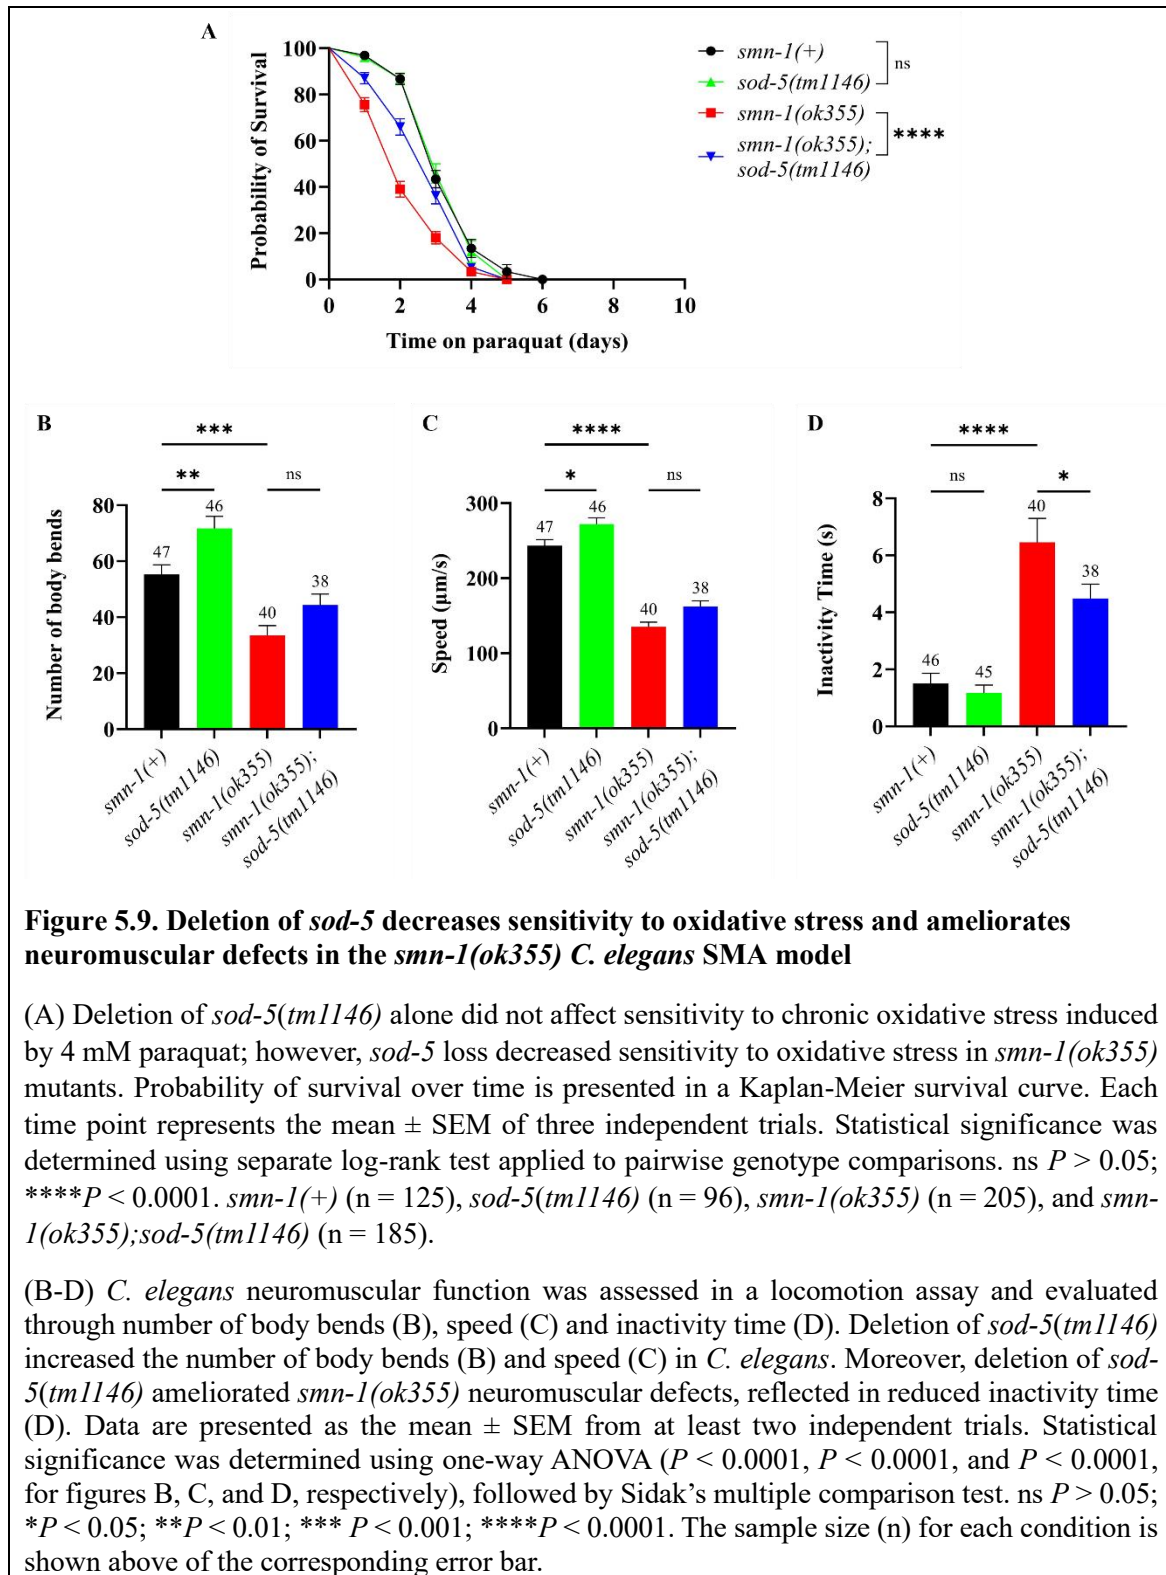 A
100
80
60
40
20
0
Probability of Survival
0 2 4 6 8 10
Time on paraquat (days)
smn-1(+)
sod-5(tm1146)
ns
smn-1(ok355)
smn-1(ok355);
sod-5(tm1146)
****
B
***
**
ns
80
60
40
20
0
Number of body bends
47
46
40
38
smn-1(+)
sod-5(tm1146)
smn-1(ok355)
smn-1(ok355);
sod-5(tm1146)
C
****
*
ns
300
200
100
0
Speed (µm/s)
47
46
40
38
smn-1(+)
sod-5(tm1146)
smn-1(ok355)
smn-1(ok355);
sod-5(tm1146)
D
****
ns
*
8
6
4
2
0
Inactivity Time (s)
46
45
40
38
smn-1(+)
sod-5(tm1146)
smn-1(ok355)
smn-1(ok355);
sod-5(tm1146)
Figure 5.9. Deletion of sod-5 decreases sensitivity to oxidative stress and ameliorates
neuromuscular defects in the smn-1(ok355) C. elegans SMA model
(A) Deletion of sod-5(tm1146) alone did not affect sensitivity to chronic oxidative stress induced
by 4 mM paraquat; however, sod-5 loss decreased sensitivity to oxidative stress in smn-1(ok355)
mutants. Probability of survival over time is presented in a Kaplan-Meier survival curve. Each
time point represents the mean ± SEM of three independent trials. Statistical significance was
determined using separate log-rank test applied to pairwise genotype comparisons. ns P > 0.05;
****P < 0.0001. smn-1(+) (n = 125), sod-5(tm1146) (n = 96), smn-1(ok355) (n = 205), and smn-
1(ok355);sod-5(tm1146) (n = 185).
(B-D) C. elegans neuromuscular function was assessed in a locomotion assay and evaluated
through number of body bends (B), speed (C) and inactivity time (D). Deletion of sod-5(tm1146)
increased the number of body bends (B) and speed (C) in C. elegans. Moreover, deletion of sod-
5(tm1146) ameliorated smn-1(ok355) neuromuscular defects, reflected in reduced inactivity time
(D). Data are presented as the mean ± SEM from at least two independent trials. Statistical
significance was determined using one-way ANOVA (P < 0.0001, P < 0.0001, and P < 0.0001,
for figures B, C, and D, respectively), followed by Sidak's multiple comparison test. ns P > 0.05;
*P < 0.05; **P < 0.01; *** P < 0.001; ****P < 0.0001. The sample size (n) for each condition is
shown above of the corresponding error bar.